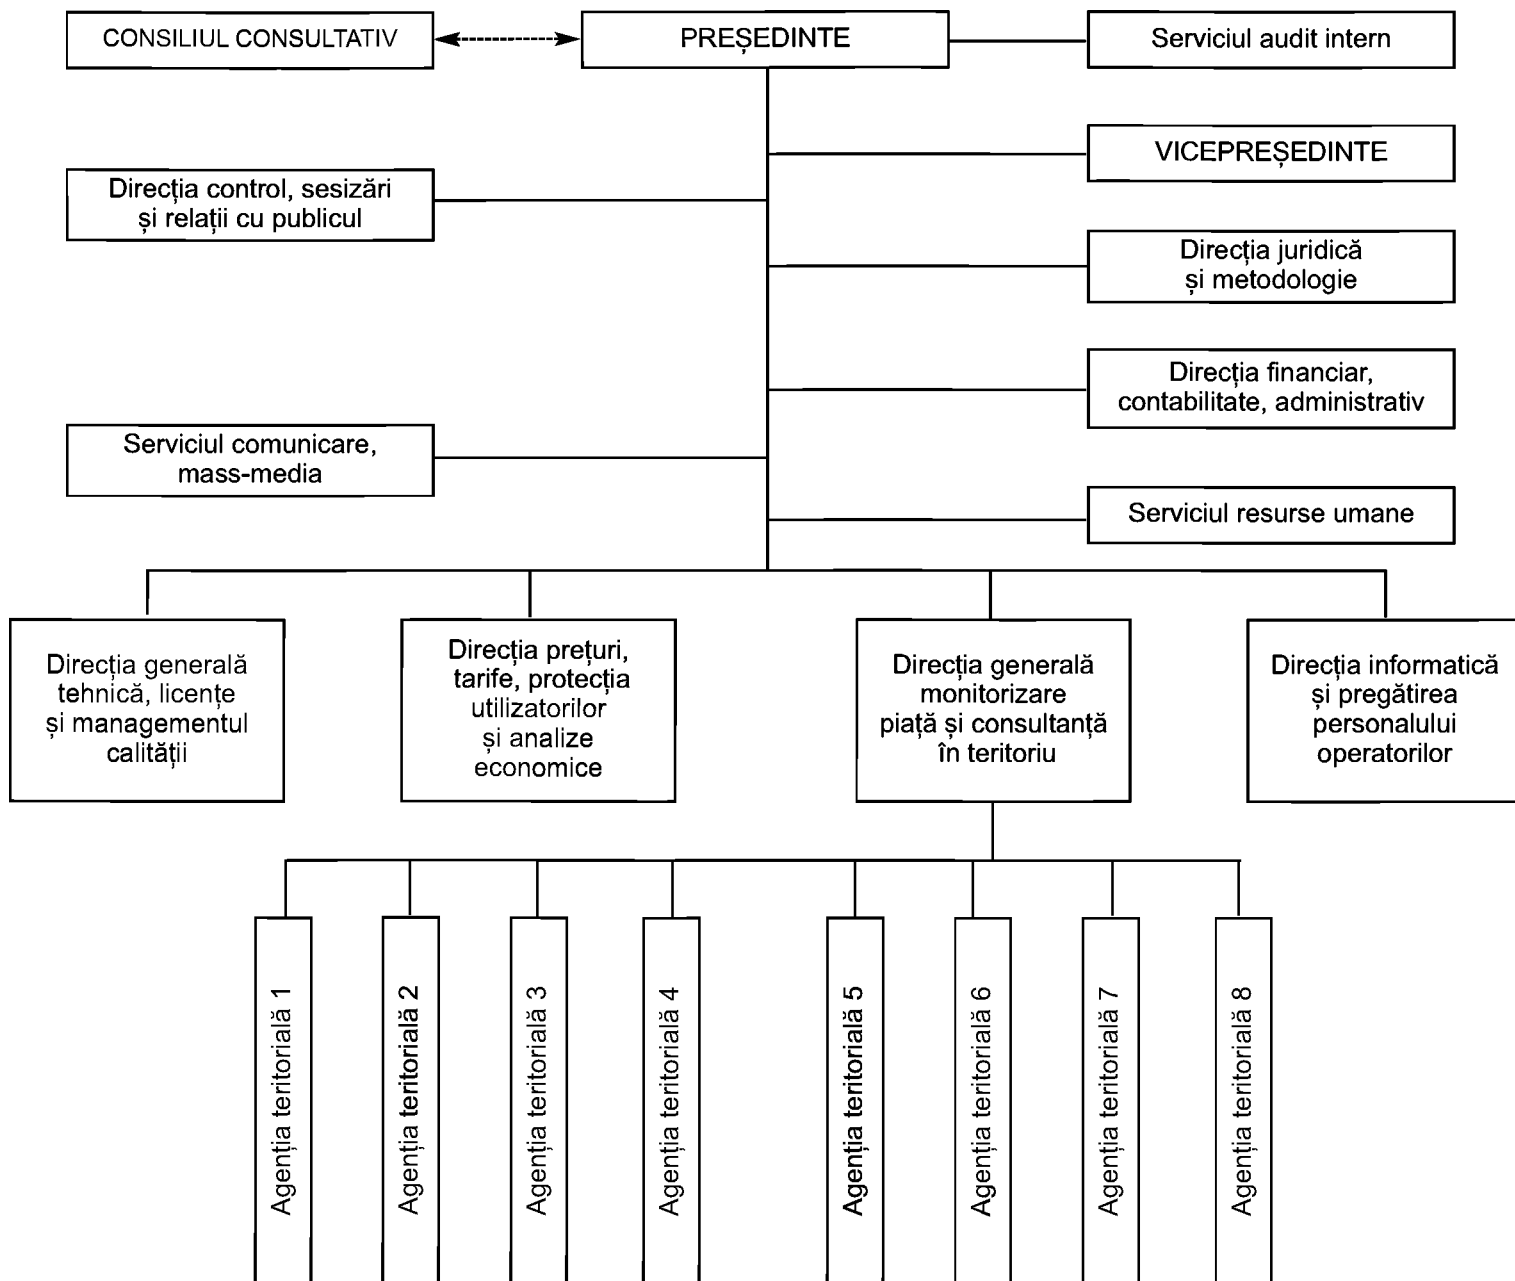 CONSILIUL CONSULTATIV
PREȘEDINTE
Serviciul audit intern
VICEPREȘEDINTE
Direcția control, sesizări
și relații cu publicul
Direcția juridică
și metodologie
Direcția financiar,
contabilitate, administrativ
Serviciul comunicare,
mass-media
Serviciul resurse umane
Direcția generală
tehnică, licențe
și managementul
calității
Direcția prețuri,
tarife, protecția
utilizatorilor
și analize
economice
Direcția generală
monitorizare
piață și consultanță
în teritoriu
Direcția informatică
și pregătirea
personalului
operatorilor
Agenția teritorială 1
Agenția teritorială 2
Agenția teritorială 3
Agenția teritorială 4
Agenția teritorială 5
Agenția teritorială 6
Agenția teritorială 7
Agenția teritorială 8